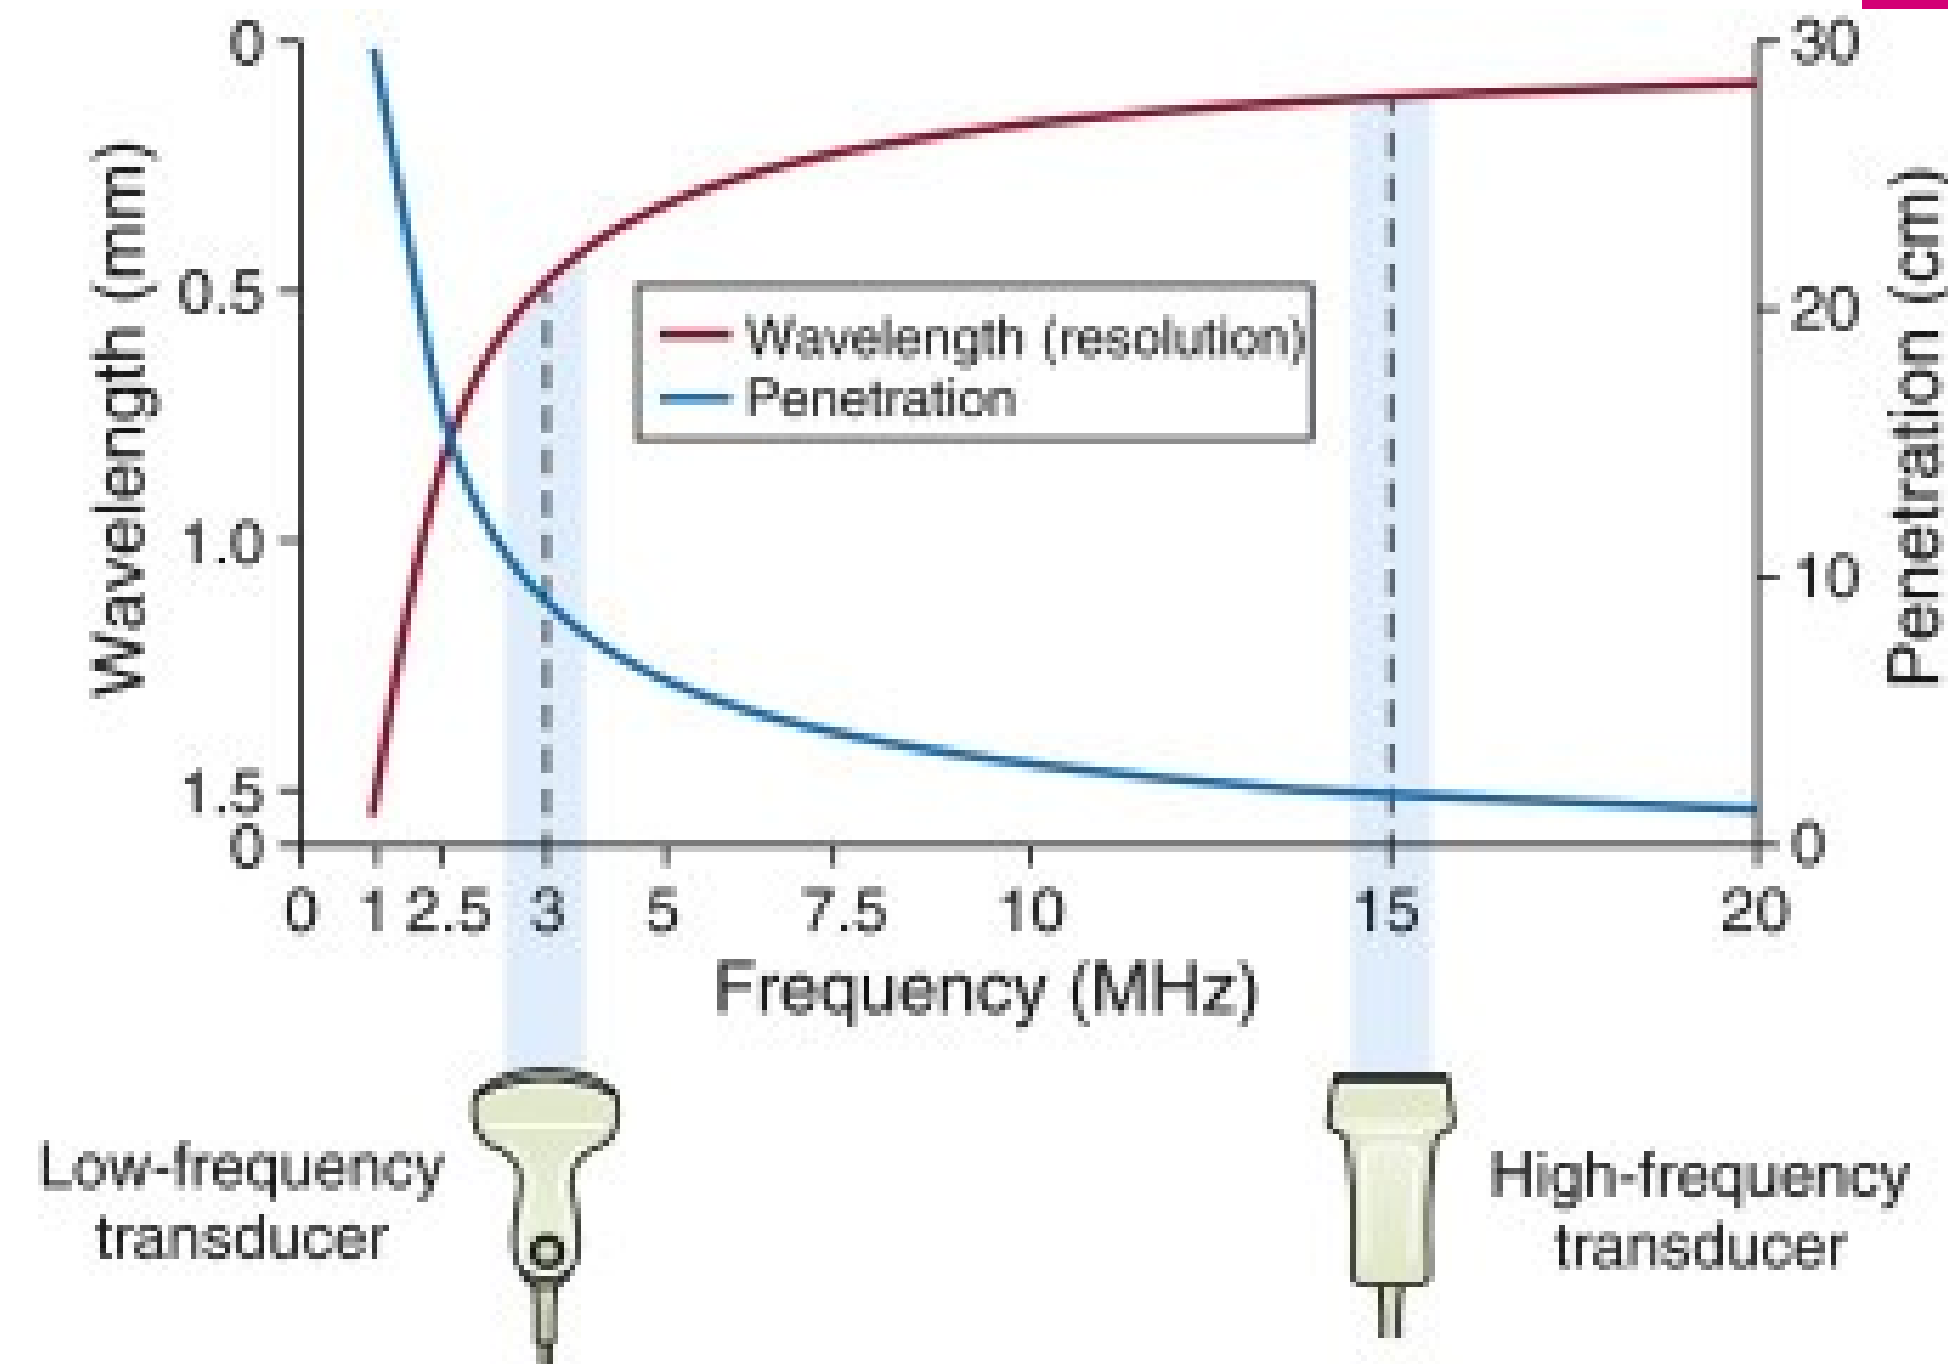 0
0.5
1.0
1.5
0
Wavelength (mm)
30
20
10
0
Penetration (cm)
Wavelength (resolution)
Penetration
0 1 2.5 3 5 7.5 10 15 20
Frequency (MHz)
Low-frequency
transducer
High-frequency
transducer